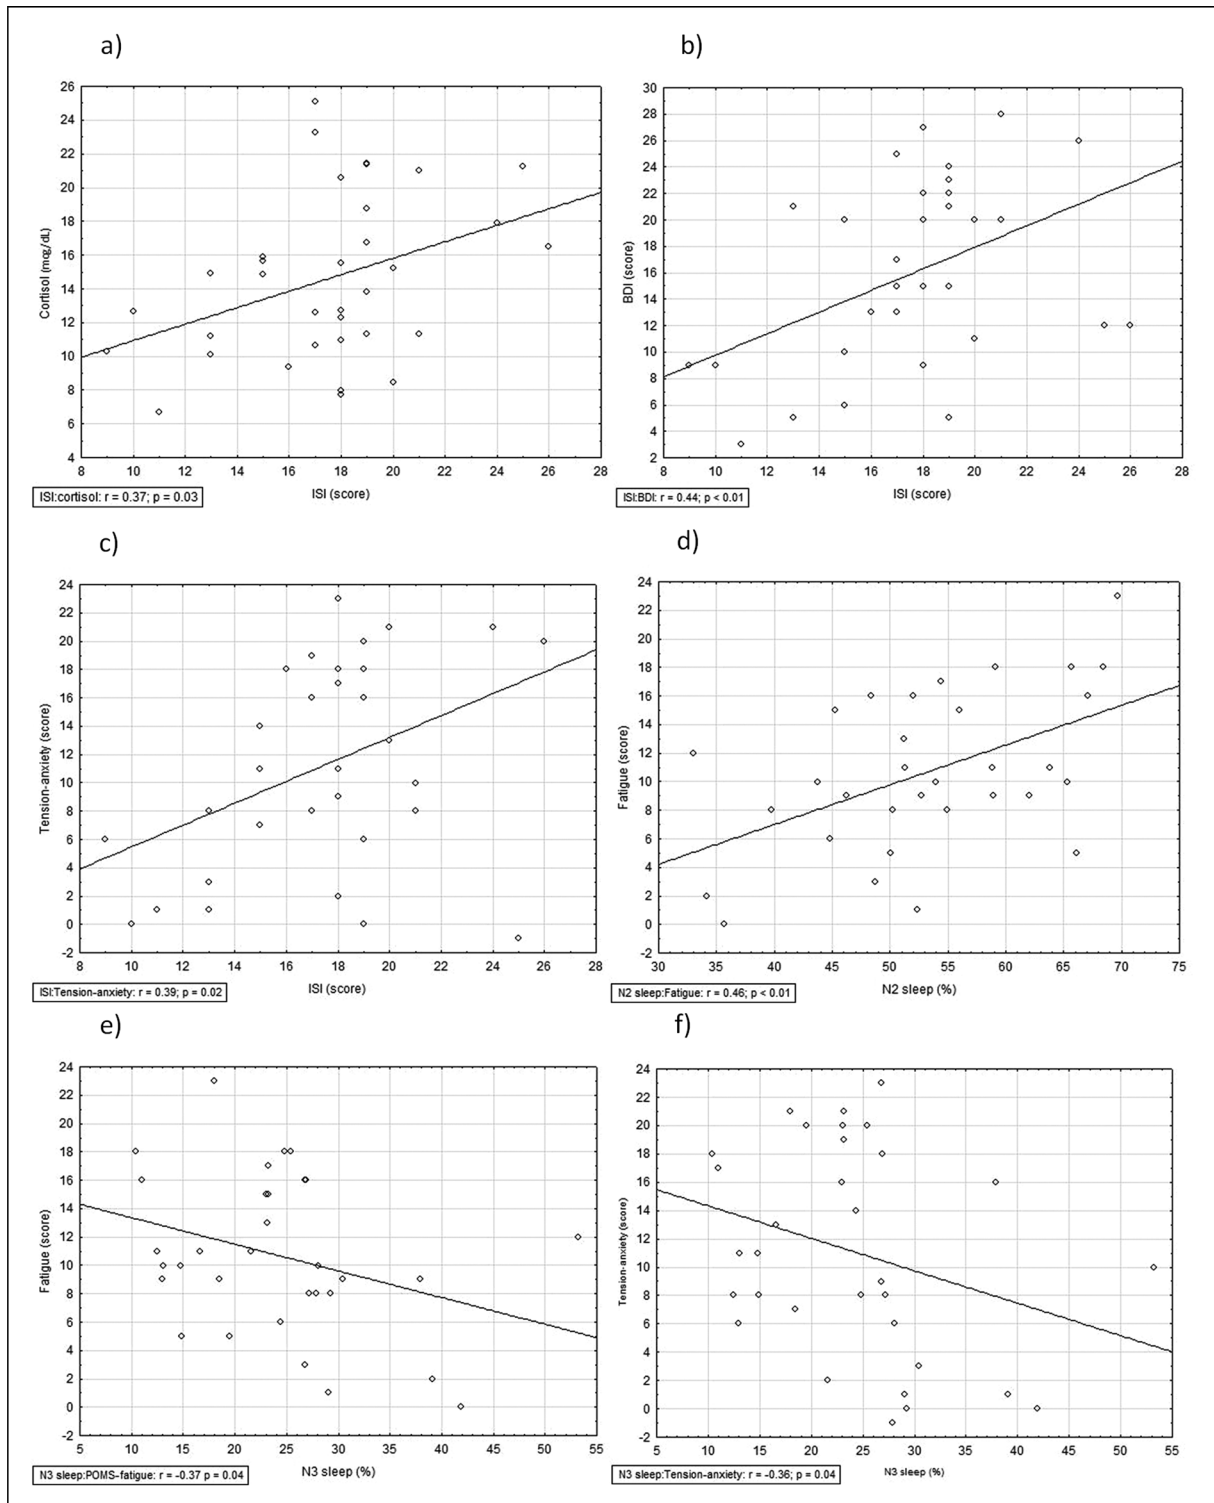 a)
26
24
22
20
18
16
14
12
10
8
6
4
Cortisol (mcg/dL)
8 10 12 14 16 18 20 22 24 26 28
ISI (score)
ISI:cortisol: r = 0.37; p = 0.03
b)
30
28
26
24
22
20
18
16
14
12
10
8
6
4
2
BDI (score)
8 10 12 14 16 18 20 22 24 26 28
ISI (score)
ISI:BDI: r = 0.44; p < 0.01
c)
24
22
20
18
16
14
12
10
8
6
4
2
0
-2
Tension-anxiety (score)
8 10 12 14 16 18 20 22 24 26 28
ISI (score)
ISI:Tension-anxiety: r = 0.39; p = 0.02
d)
24
22
20
18
16
14
12
10
8
6
4
2
0
-2
Fatigue (score)
30 35 40 45 50 55 60 65 70 75
N2 sleep (%)
N2 sleep:Fatigue: r = 0.46; p < 0.01
e)
24
22
20
18
16
14
12
10
8
6
4
2
0
-2
Fatigue (score)
5 10 15 20 25 30 35 40 45 50 55
N3 sleep (%)
N3 sleep:POMS-fatigue: r = -0.37 p = 0.04
f)
24
22
20
18
16
14
12
10
8
6
4
2
0
-2
Tension-anxiety (score)
5 10 15 20 25 30 35 40 45 50 55
N3 sleep (%)
N3 sleep:Tension-anxiety: r = -0.36; p = 0.04